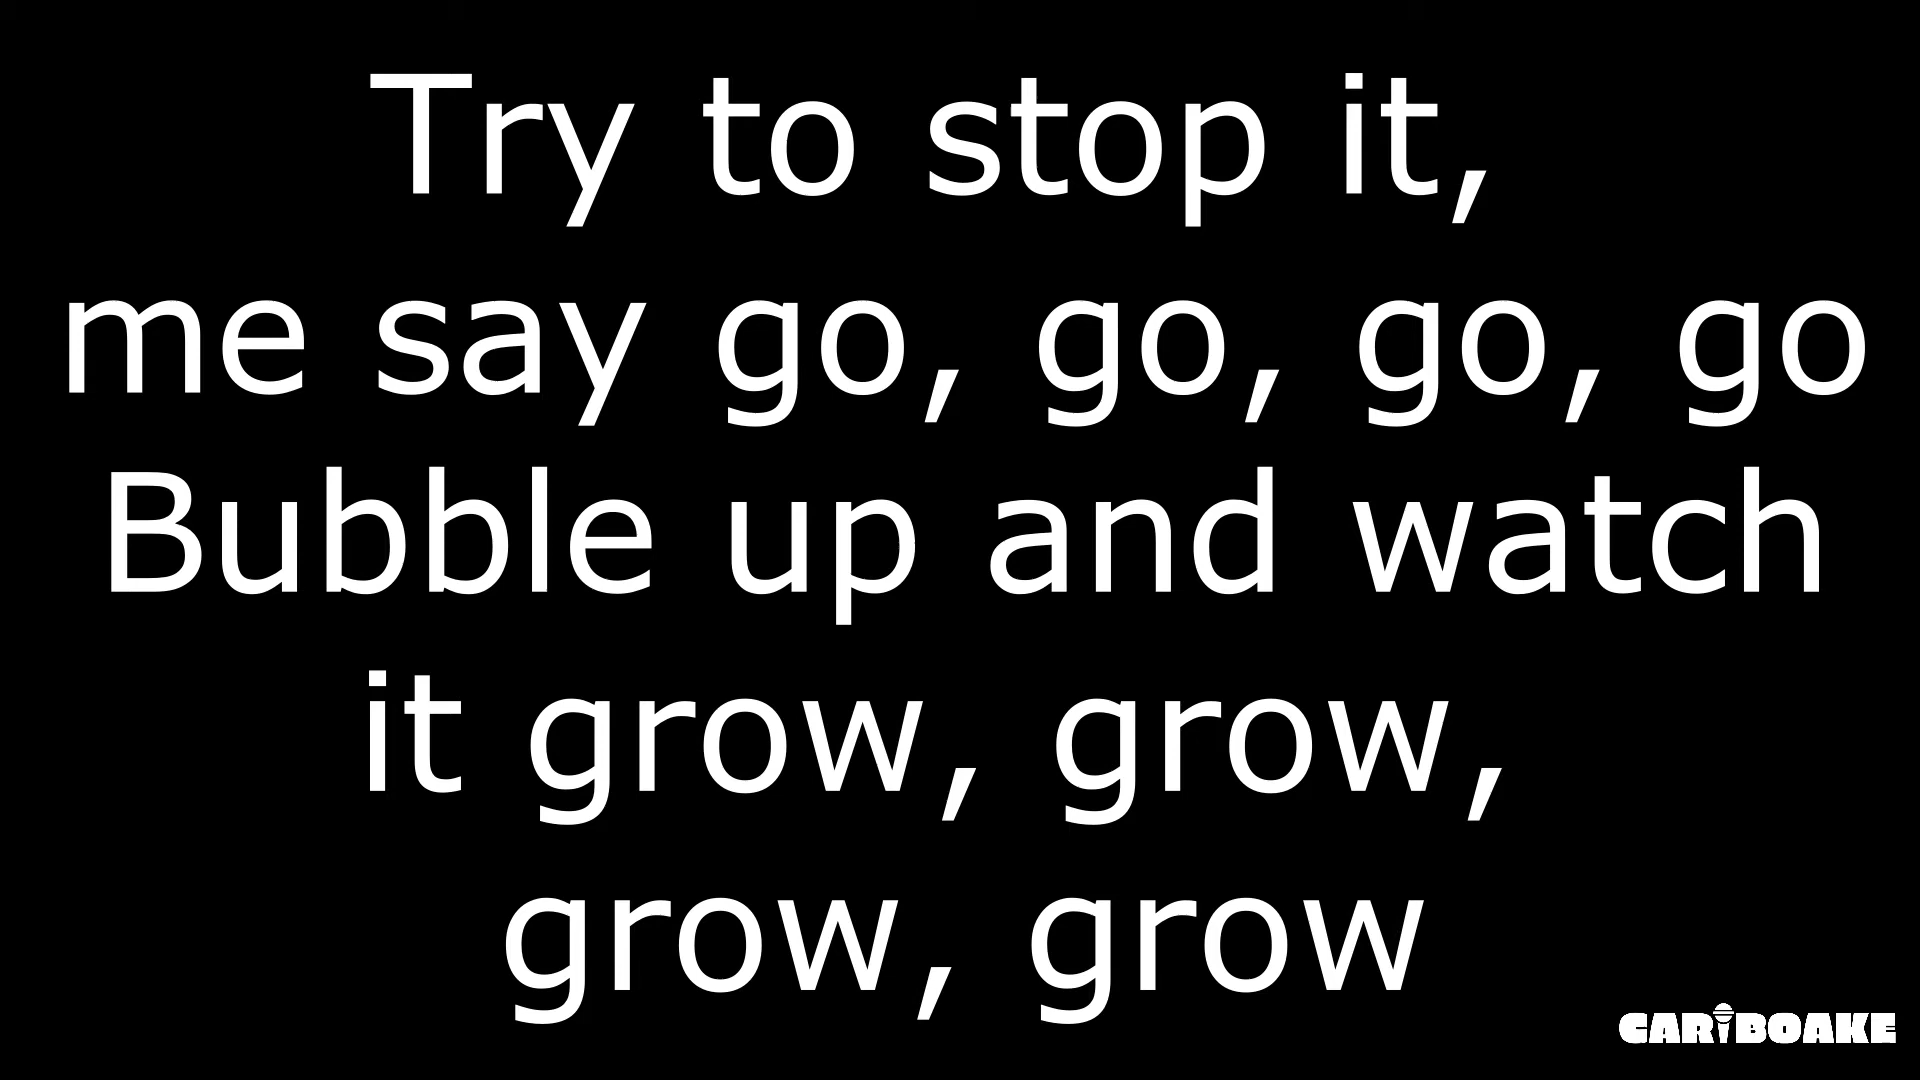 Try to stop it,
me say go, go, go, go
Bubble up and watch
it grow, grow,
grow, grow
CARIBOAKE